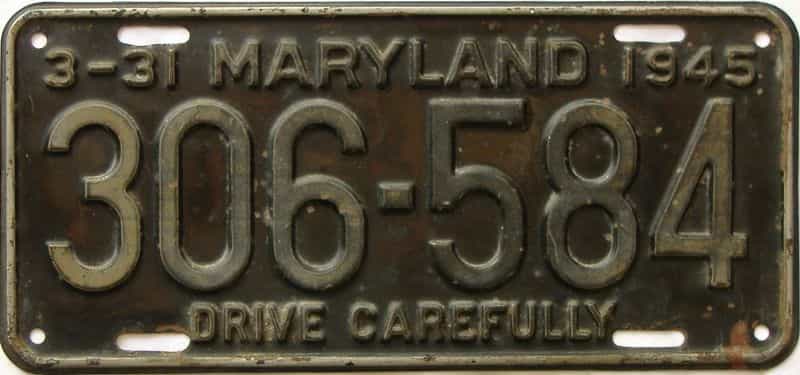 3-31 MARYLAND 1945
306-584
DRIVE CAREFULLY